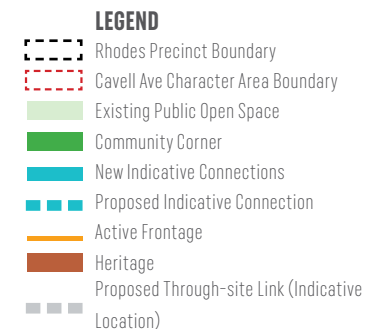 LEGEND
Rhodes Precinct Boundary
Cavell Ave Character Area Boundary
Existing Public Open Space
Community Corner
New Indicative Connections
Proposed Indicative Connection
Active Frontage
Heritage
Proposed Through-site Link (Indicative
Location)